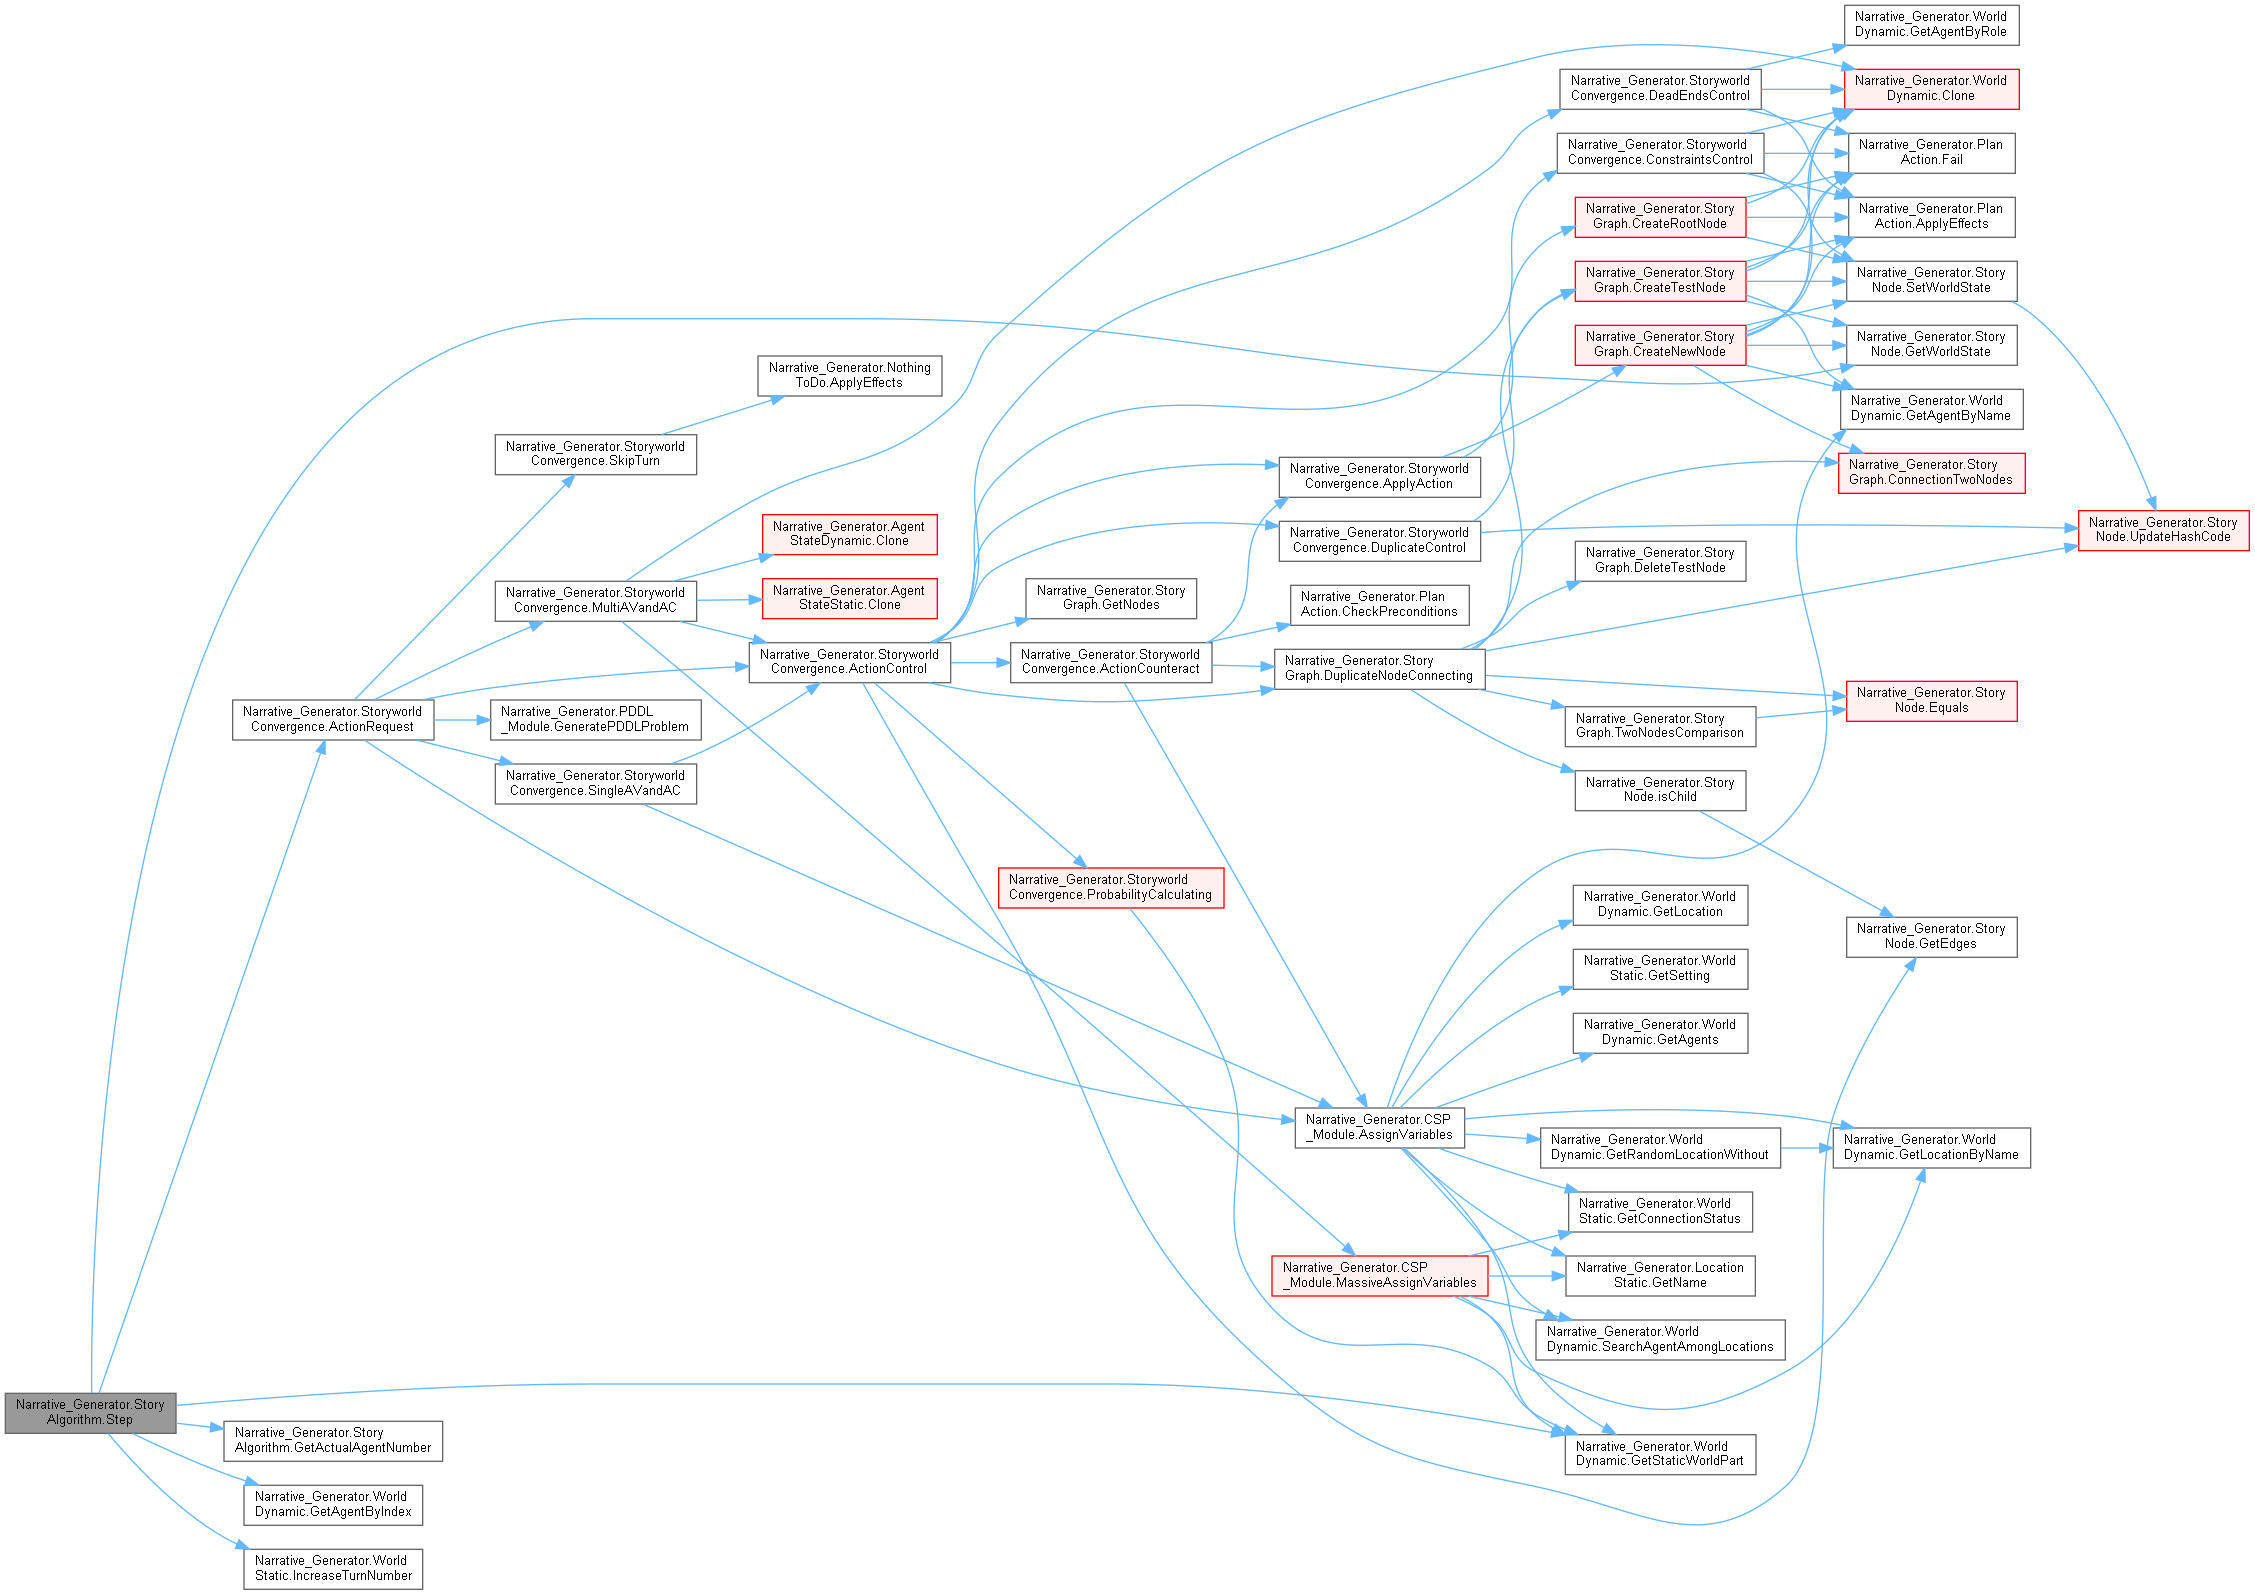 Narrative_Generator.Story
Algorithm.Step
Narrative_Generator.Storyworld
Convergence.ActionRequest
Narrative_Generator.Story
Algorithm.GetActualAgentNumber
Narrative_Generator.World
Dynamic.GetAgentByIndex
Narrative_Generator.World
Static.IncreaseTurnNumber
Narrative_Generator.Storyworld
Convergence.SkipTurn
Narrative_Generator.Storyworld
Convergence.MultiAVandAC
Narrative_Generator.PDDL
_Module.GeneratePDDLProblem
Narrative_Generator.Storyworld
Convergence.SingleAVandAC
Narrative_Generator.Nothing
ToDo.ApplyEffects
Narrative_Generator.Agent
StateDynamic.Clone
Narrative_Generator.Agent
StateStatic.Clone
Narrative_Generator.Storyworld
Convergence.ActionControl
Narrative_Generator.Story
Graph.GetNodes
Narrative_Generator.Storyworld
Convergence.ActionCounteract
Narrative_Generator.Storyworld
Convergence.ProbabilityCalculating
Narrative_Generator.Storyworld
Convergence.ApplyAction
Narrative_Generator.Storyworld
Convergence.DuplicateControl
Narrative_Generator.Plan
Action.CheckPreconditions
Narrative_Generator.Story
Graph.DuplicateNodeConnecting
Narrative_Generator.CSP
_Module.AssignVariables
Narrative_Generator.CSP
_Module.MassiveAssignVariables
Narrative_Generator.Storyworld
Convergence.DeadEndsControl
Narrative_Generator.Storyworld
Convergence.ConstraintsControl
Narrative_Generator.Story
Graph.CreateRootNode
Narrative_Generator.Story
Graph.CreateTestNode
Narrative_Generator.Story
Graph.CreateNewNode
Narrative_Generator.Story
Graph.DeleteTestNode
Narrative_Generator.Story
Graph.TwoNodesComparison
Narrative_Generator.Story
Node.isChild
Narrative_Generator.World
Dynamic.GetLocation
Narrative_Generator.World
Static.GetSetting
Narrative_Generator.World
Dynamic.GetAgents
Narrative_Generator.World
Dynamic.GetRandomLocationWithout
Narrative_Generator.World
Static.GetConnectionStatus
Narrative_Generator.Location
Static.GetName
Narrative_Generator.World
Dynamic.SearchAgentAmongLocations
Narrative_Generator.World
Dynamic.GetStaticWorldPart
Narrative_Generator.World
Dynamic.GetAgentByRole
Narrative_Generator.World
Dynamic.Clone
Narrative_Generator.Plan
Action.Fail
Narrative_Generator.Plan
Action.ApplyEffects
Narrative_Generator.Story
Node.SetWorldState
Narrative_Generator.Story
Node.GetWorldState
Narrative_Generator.World
Dynamic.GetAgentByName
Narrative_Generator.Story
Graph.ConnectionTwoNodes
Narrative_Generator.Story
Node.Equals
Narrative_Generator.Story
Node.GetEdges
Narrative_Generator.World
Dynamic.GetLocationByName
Narrative_Generator.Story
Node.UpdateHashCode